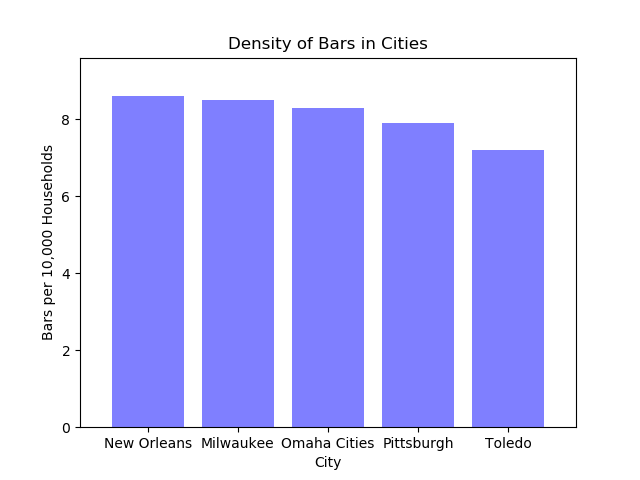 Density of Bars in Cities
Bars per 10,000 Households
8
6
4
2
0
New Orleans Milwaukee Omaha Cities Pittsburgh Toledo
City